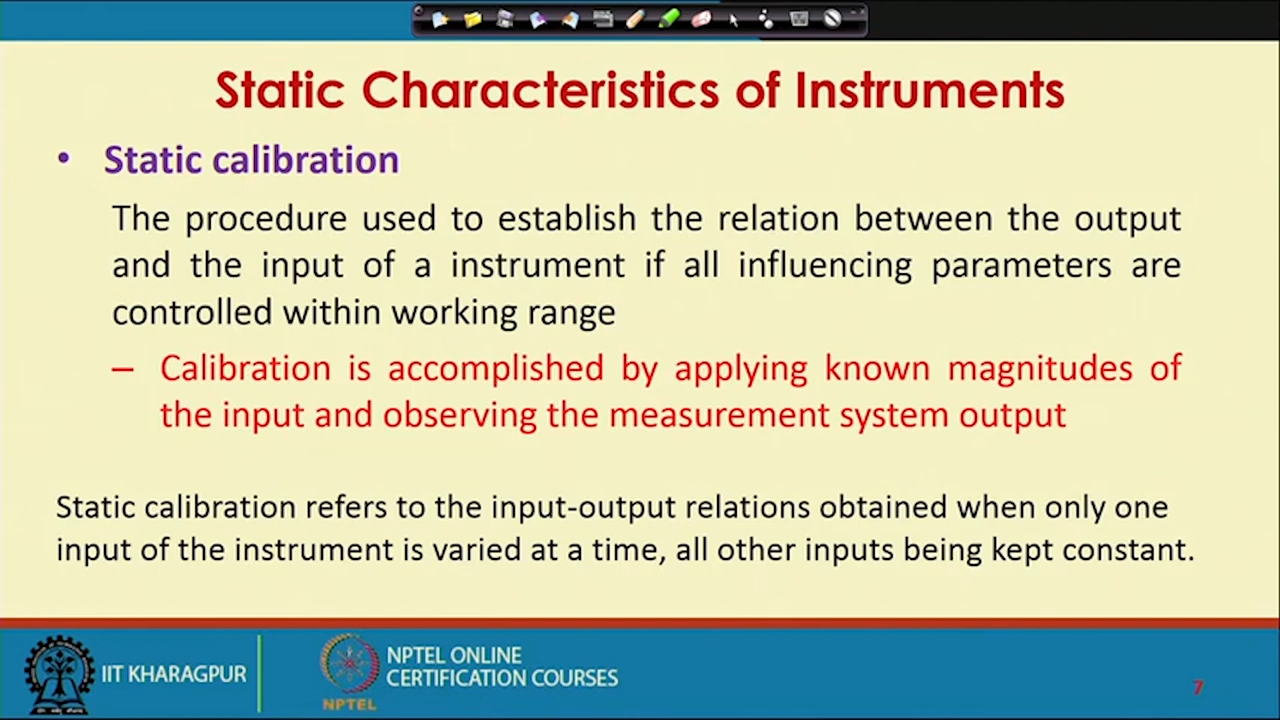 Static Characteristics of Instruments
• Static calibration
The procedure used to establish the relation between the output
and the input of a instrument if all influencing parameters are
controlled within working range
– Calibration is accomplished by applying known magnitudes of
the input and observing the measurement system output
Static calibration refers to the input-output relations obtained when only one
input of the instrument is varied at a time, all other inputs being kept constant.
IIT KHARAGPUR
NPTEL
NPTEL ONLINE
CERTIFICATION COURSES
7